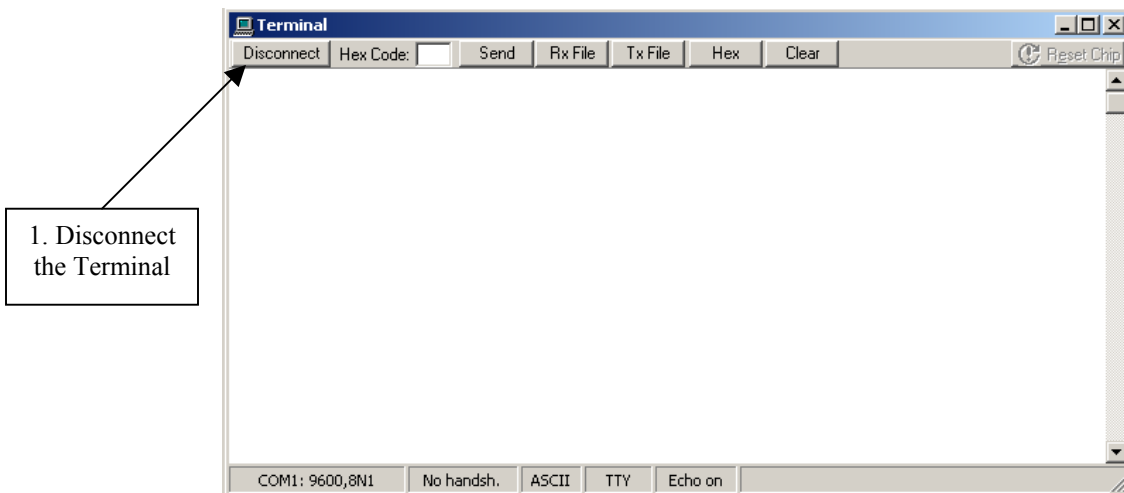 Terminal
Disconnect Hex Code: Send Rx File Tx File Hex Clear Reset Chip
1. Disconnect
the Terminal
COM1: 9600,8N1 No handsh. ASCII TTY Echo on